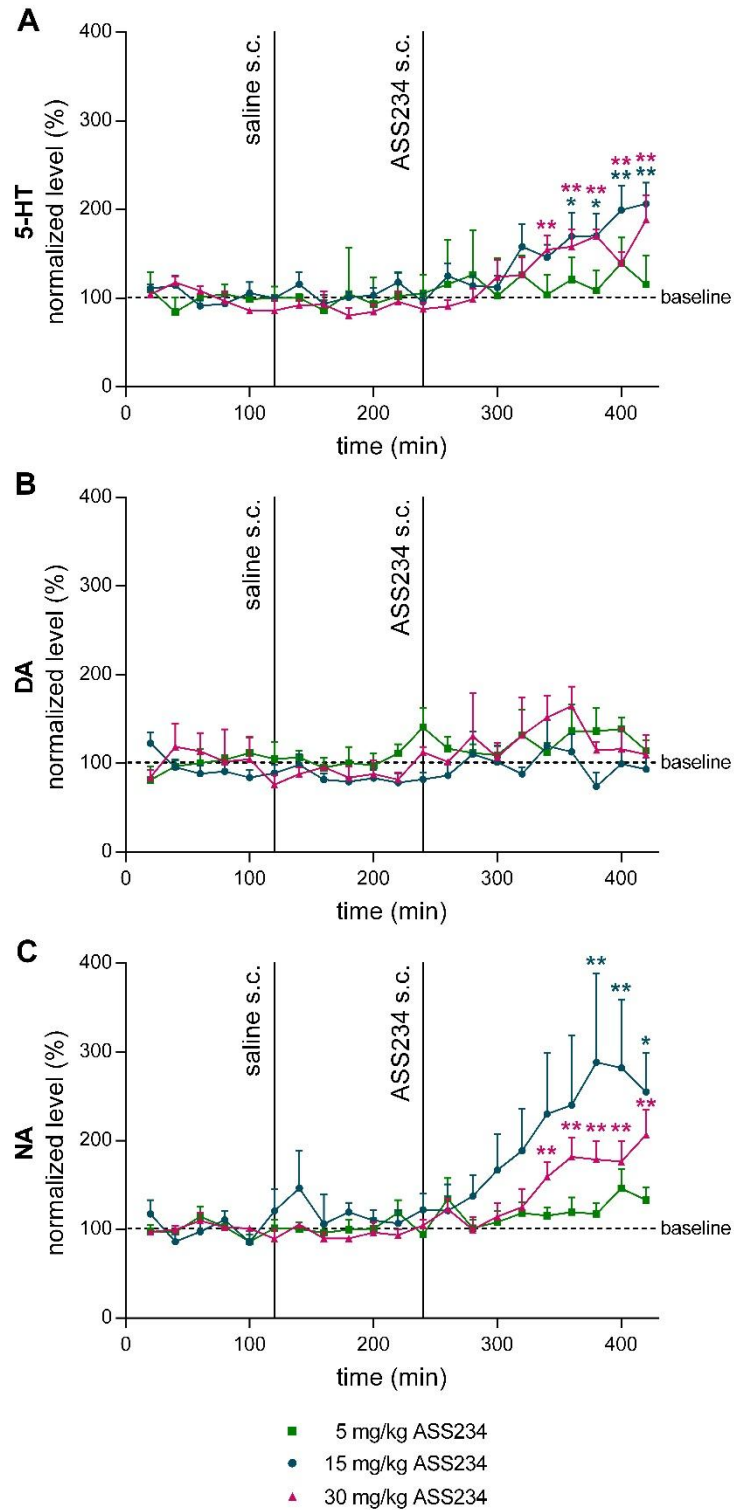 A
400
300
200
100
0
5-HT
normalized level (%)
saline s.c.
ASS234 s.c.
** ** ** **
** * * ** **
baseline
0 100 200 300 400
time (min)
B
400
300
200
100
0
DA
normalized level (%)
saline s.c.
ASS234 s.c.
baseline
0 100 200 300 400
time (min)
C
400
300
200
100
0
NA
normalized level (%)
saline s.c.
ASS234 s.c.
** ** *
** ** ** ** **
baseline
0 100 200 300 400
time (min)
5 mg/kg ASS234
15 mg/kg ASS234
30 mg/kg ASS234